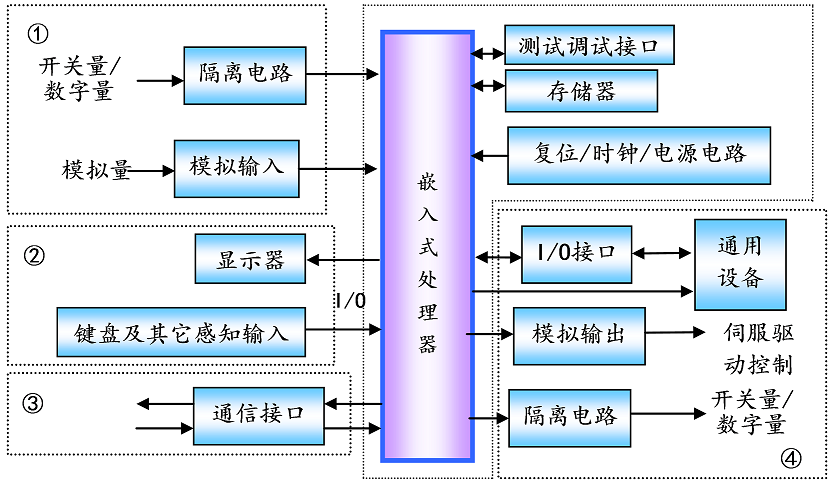 ①
开关量/
数字量
隔离电路
模拟量
模拟输入
②
显示器
I/O
键盘及其它感知输入
③
通信接口
嵌入式处理器
测试调试接口
存储器
复位/时钟/电源电路
I/O接口
通用
设备
模拟输出
伺服驱
动控制
隔离电路
开关量/
数字量
④